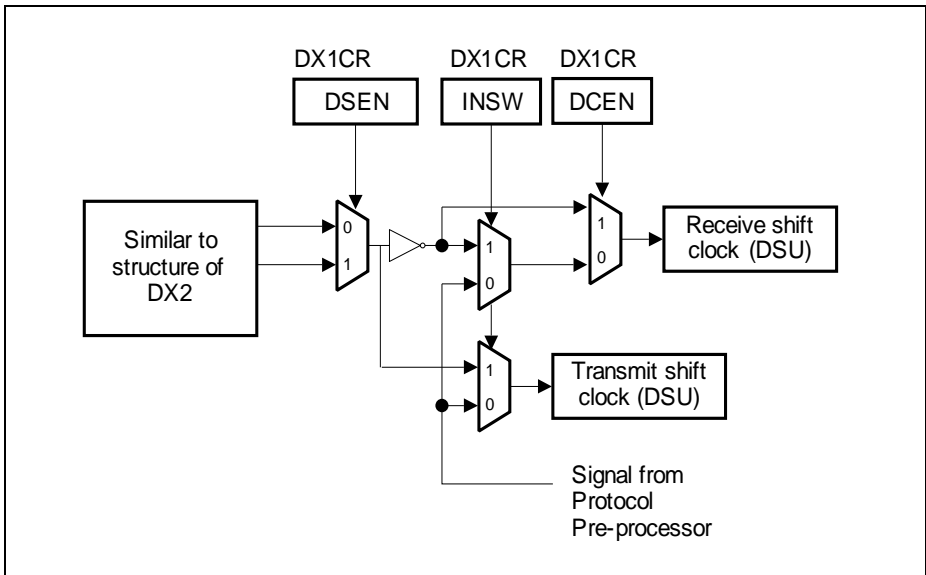 DX1CR
DX1CR
DX1CR
DSEN
INSW
DCEN
Similar to
structure of
DX2
0
1
1
0
1
0
Receive shift
clock (DSU)
1
0
Transmit shift
clock (DSU)
Signal from
Protocol
Pre-processor